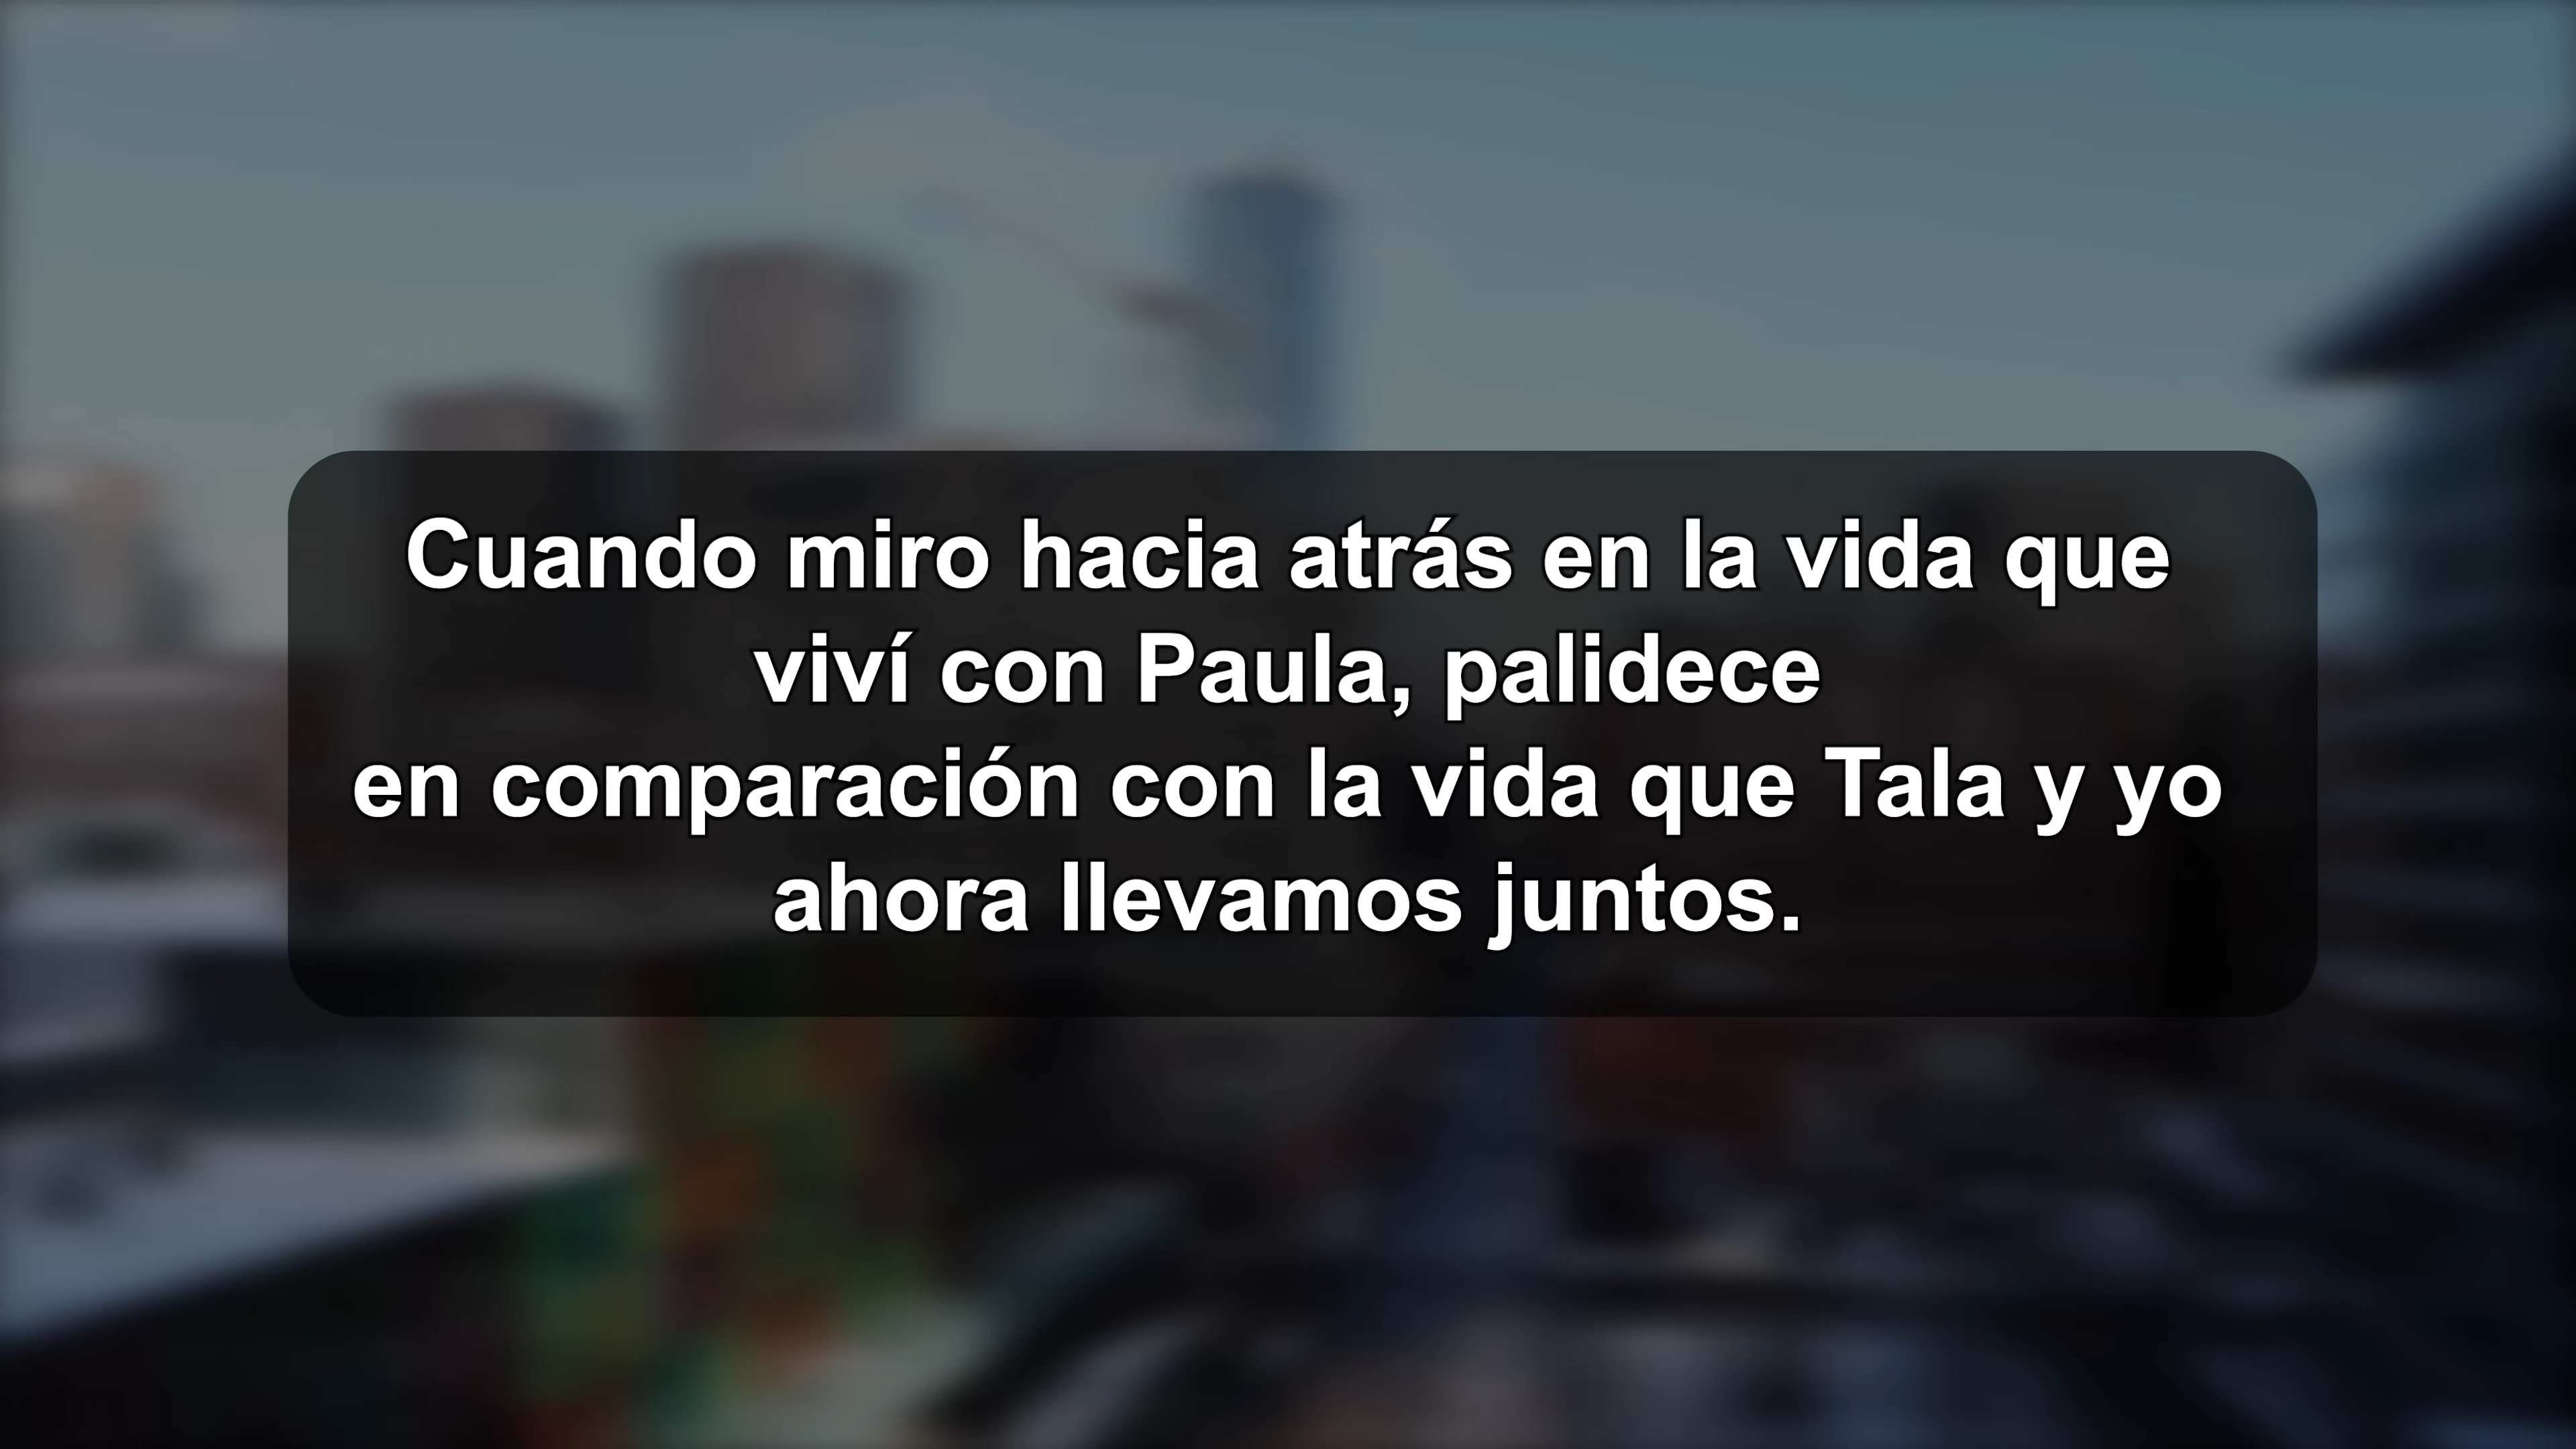 Cuando miro hacia atrás en la vida que
viví con Paula, palidece
en comparación con la vida que Tala y yo
ahora llevamos juntos.